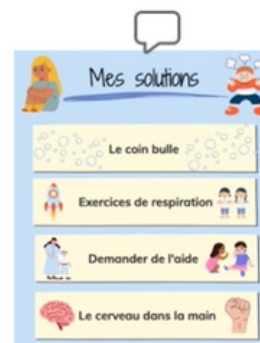 Mes solutions
Le coin bulle
Exercices de respiration
Demander de l'aide
Le cerveau dans la main